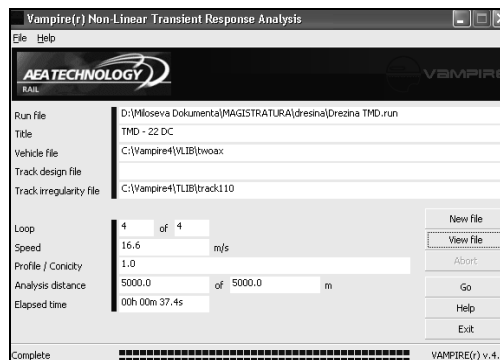 Vampire(r) Non-Linear Transient Response Analysis
File Help
AEA TECHNOLOGY
RAIL
VAMPIRE
Run file D:\Miloseva Dokumenta\MAGISTRATURA\dresina\Drezina TMD.run
Title TMD - 22 DC
Vehicle file C:\Vampire4\VLIB\twoax
Track design file
Track irregularity file C:\Vampire4\TLIB\track110
Loop 4 of 4
New file
Speed 16.6 m/s
View file
Profile / Conicity 1.0
Abort
Analysis distance 5000.0 of 5000.0 m
Go
Elapsed time 00h 00m 37.4s
Help
Exit
Complete VAMPIRE(r) v.4.